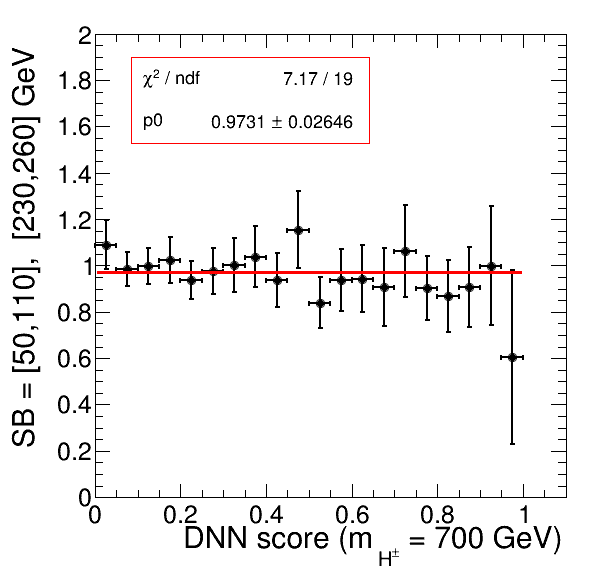 SB = [50,110], [230,260] GeV
2
1.8
1.6
1.4
1.2
1
0.8
0.6
0.4
0.2
0
χ² / ndf 7.17 / 19
p0 0.9731 ± 0.02646
0 0.2 0.4 0.6 0.8 1
DNN score (m_{H^±} = 700 GeV)